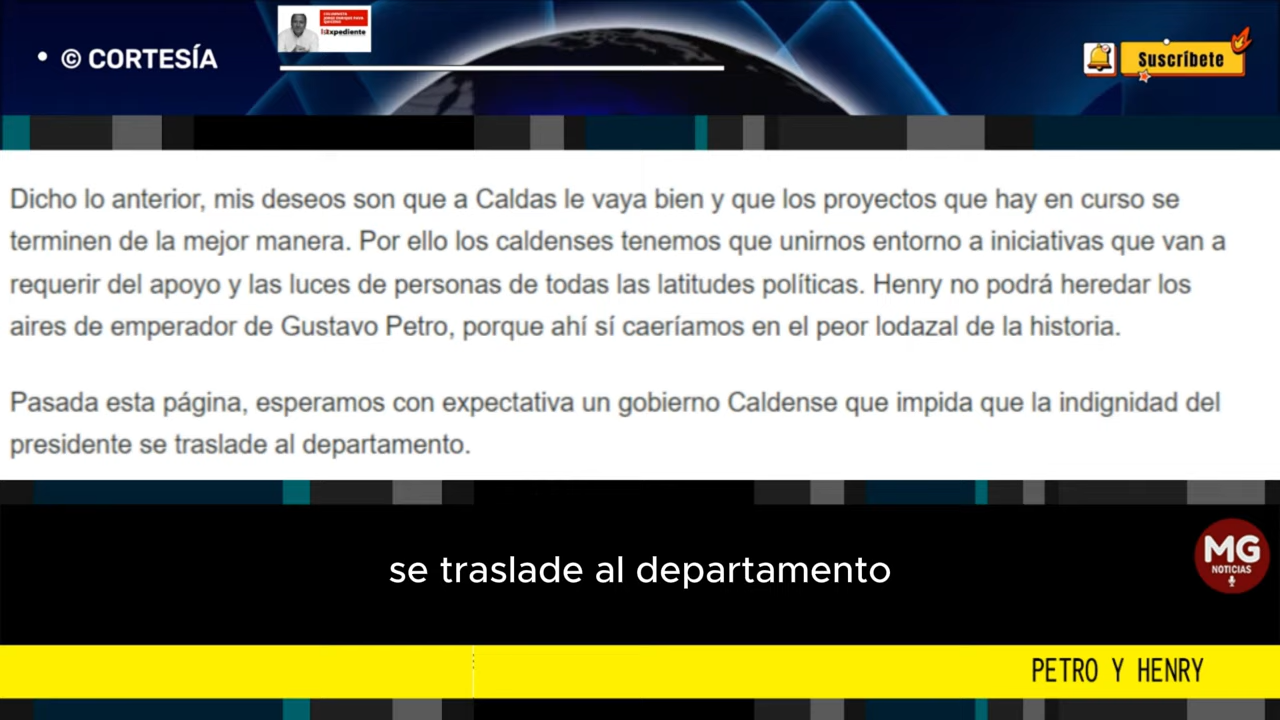 • © CORTESÍA
Suscríbete
Dicho lo anterior, mis deseos son que a Caldas le vaya bien y que los proyectos que hay en curso se
terminen de la mejor manera. Por ello los caldenses tenemos que unirnos entorno a iniciativas que van a
requerir del apoyo y las luces de personas de todas las latitudes políticas. Henry no podrá heredar los
aires de emperador de Gustavo Petro, porque ahí sí caeríamos en el peor lodazal de la historia.
Pasada esta página, esperamos con expectativa un gobierno Caldense que impida que la indignidad del
presidente se traslade al departamento.
se traslade al departamento
MG
NOTICIAS
PETRO Y HENRY